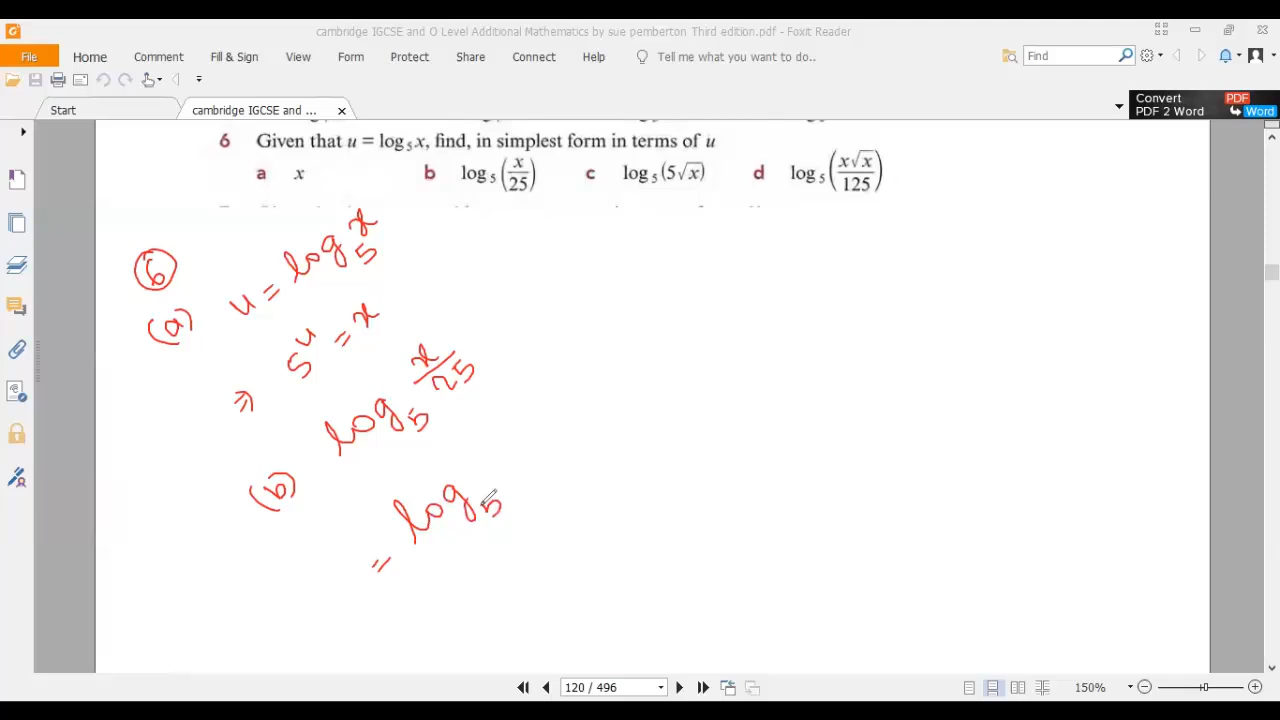 cambridge IGCSE and O Level Additional Mathematics by sue pemberton Third edition.pdf - Foxit Reader
File Home Comment Fill & Sign View Form Protect Share Connect Help Tell me what you want to do.. Find
Start cambridge IGCSE and ... x
Convert PDF
PDF 2 Word Word
6 Given that u = log₅ x, find, in simplest form in terms of u
a x b log₅ (x/25) c log₅ (5√x) d log₅ (x√x/125)
6
(a) u = log₅ x
⇒ 5^u = x
(b) log₅ x/25
= log₅
120 / 496 150%